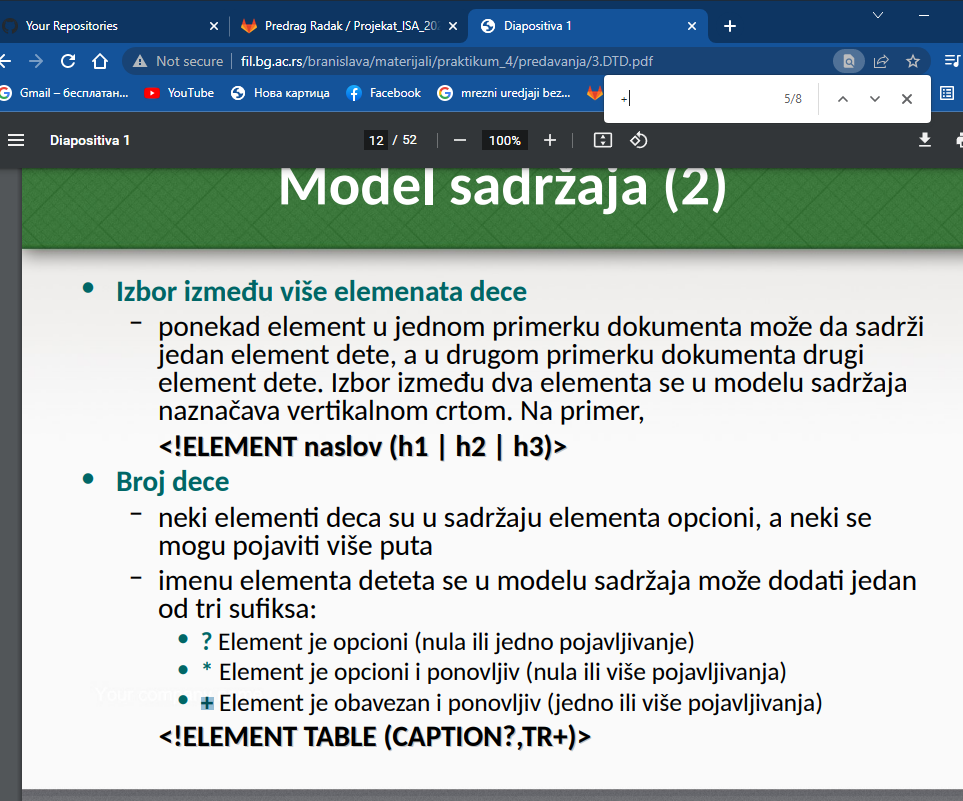 Your Repositories
Predrag Radak / Projekat_ISA_202
Diapositiva 1
Not secure
fil.bg.ac.rs/branislava/materijali/praktikum_4/predavanja/3.DTD.pdf
Gmail – бесплатан...
YouTube
Нова картица
Facebook
mrezni uredjaji bez...
+
5/8
Diapositiva 1
12 / 52
100%
Model sadržaja (2)
Izbor između više elemenata dece
– ponekad element u jednom primerku dokumenta može da sadrži
jedan element dete, a u drugom primerku dokumenta drugi
element dete. Izbor između dva elementa se u modelu sadržaja
naznačava vertikalnom crtom. Na primer,
<!ELEMENT naslov (h1 | h2 | h3)>
Broj dece
– neki elementi deca su u sadržaju elementa opcioni, a neki se
mogu pojaviti više puta
– imenu elementa deteta se u modelu sadržaja može dodati jedan
od tri sufiksa:
? Element je opcioni (nula ili jedno pojavljivanje)
* Element je opcioni i ponovljiv (nula ili više pojavljivanja)
+ Element je obavezan i ponovljiv (jedno ili više pojavljivanja)
<!ELEMENT TABLE (CAPTION?,TR+)>